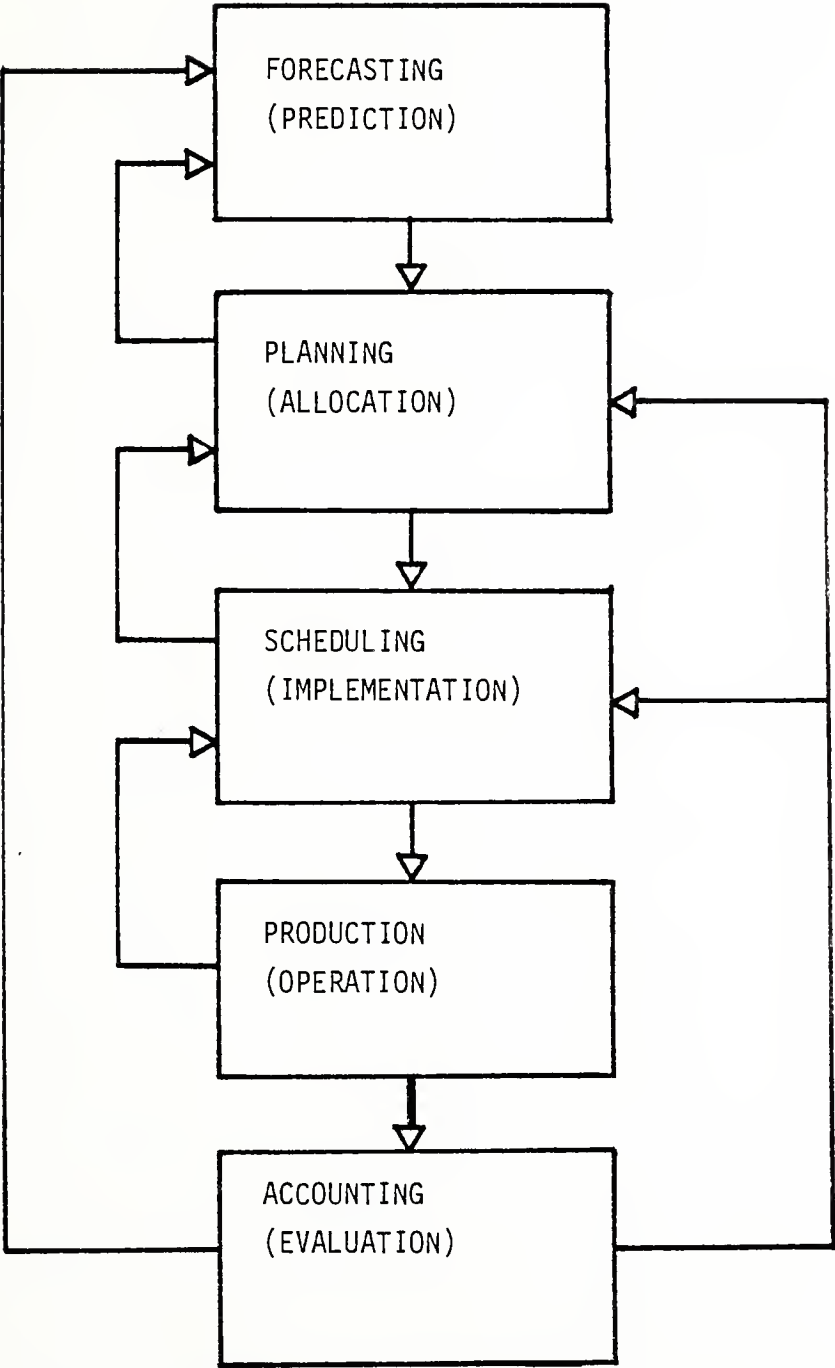 FORECASTING
(PREDICTION)
PLANNING
(ALLOCATION)
SCHEDULING
(IMPLEMENTATION)
PRODUCTION
(OPERATION)
ACCOUNTING
(EVALUATION)